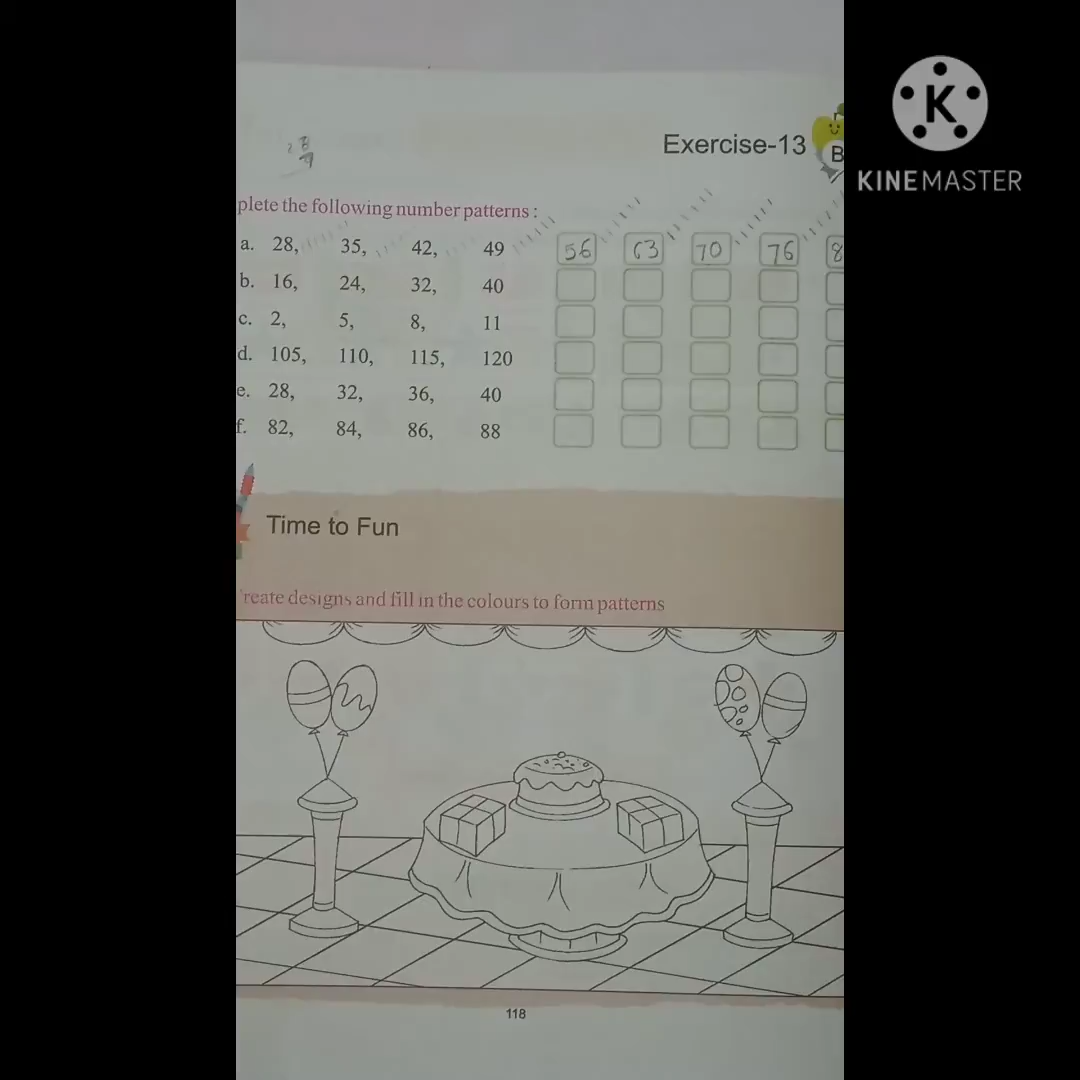 Exercise-13
B
KINEMASTER
plete the following number patterns :
a. 28, 35, 42, 49 56 63 70 76 8
b. 16, 24, 32, 40
c. 2, 5, 8, 11
d. 105, 110, 115, 120
e. 28, 32, 36, 40
f. 82, 84, 86, 88
Time to Fun
reate designs and fill in the colours to form patterns
118